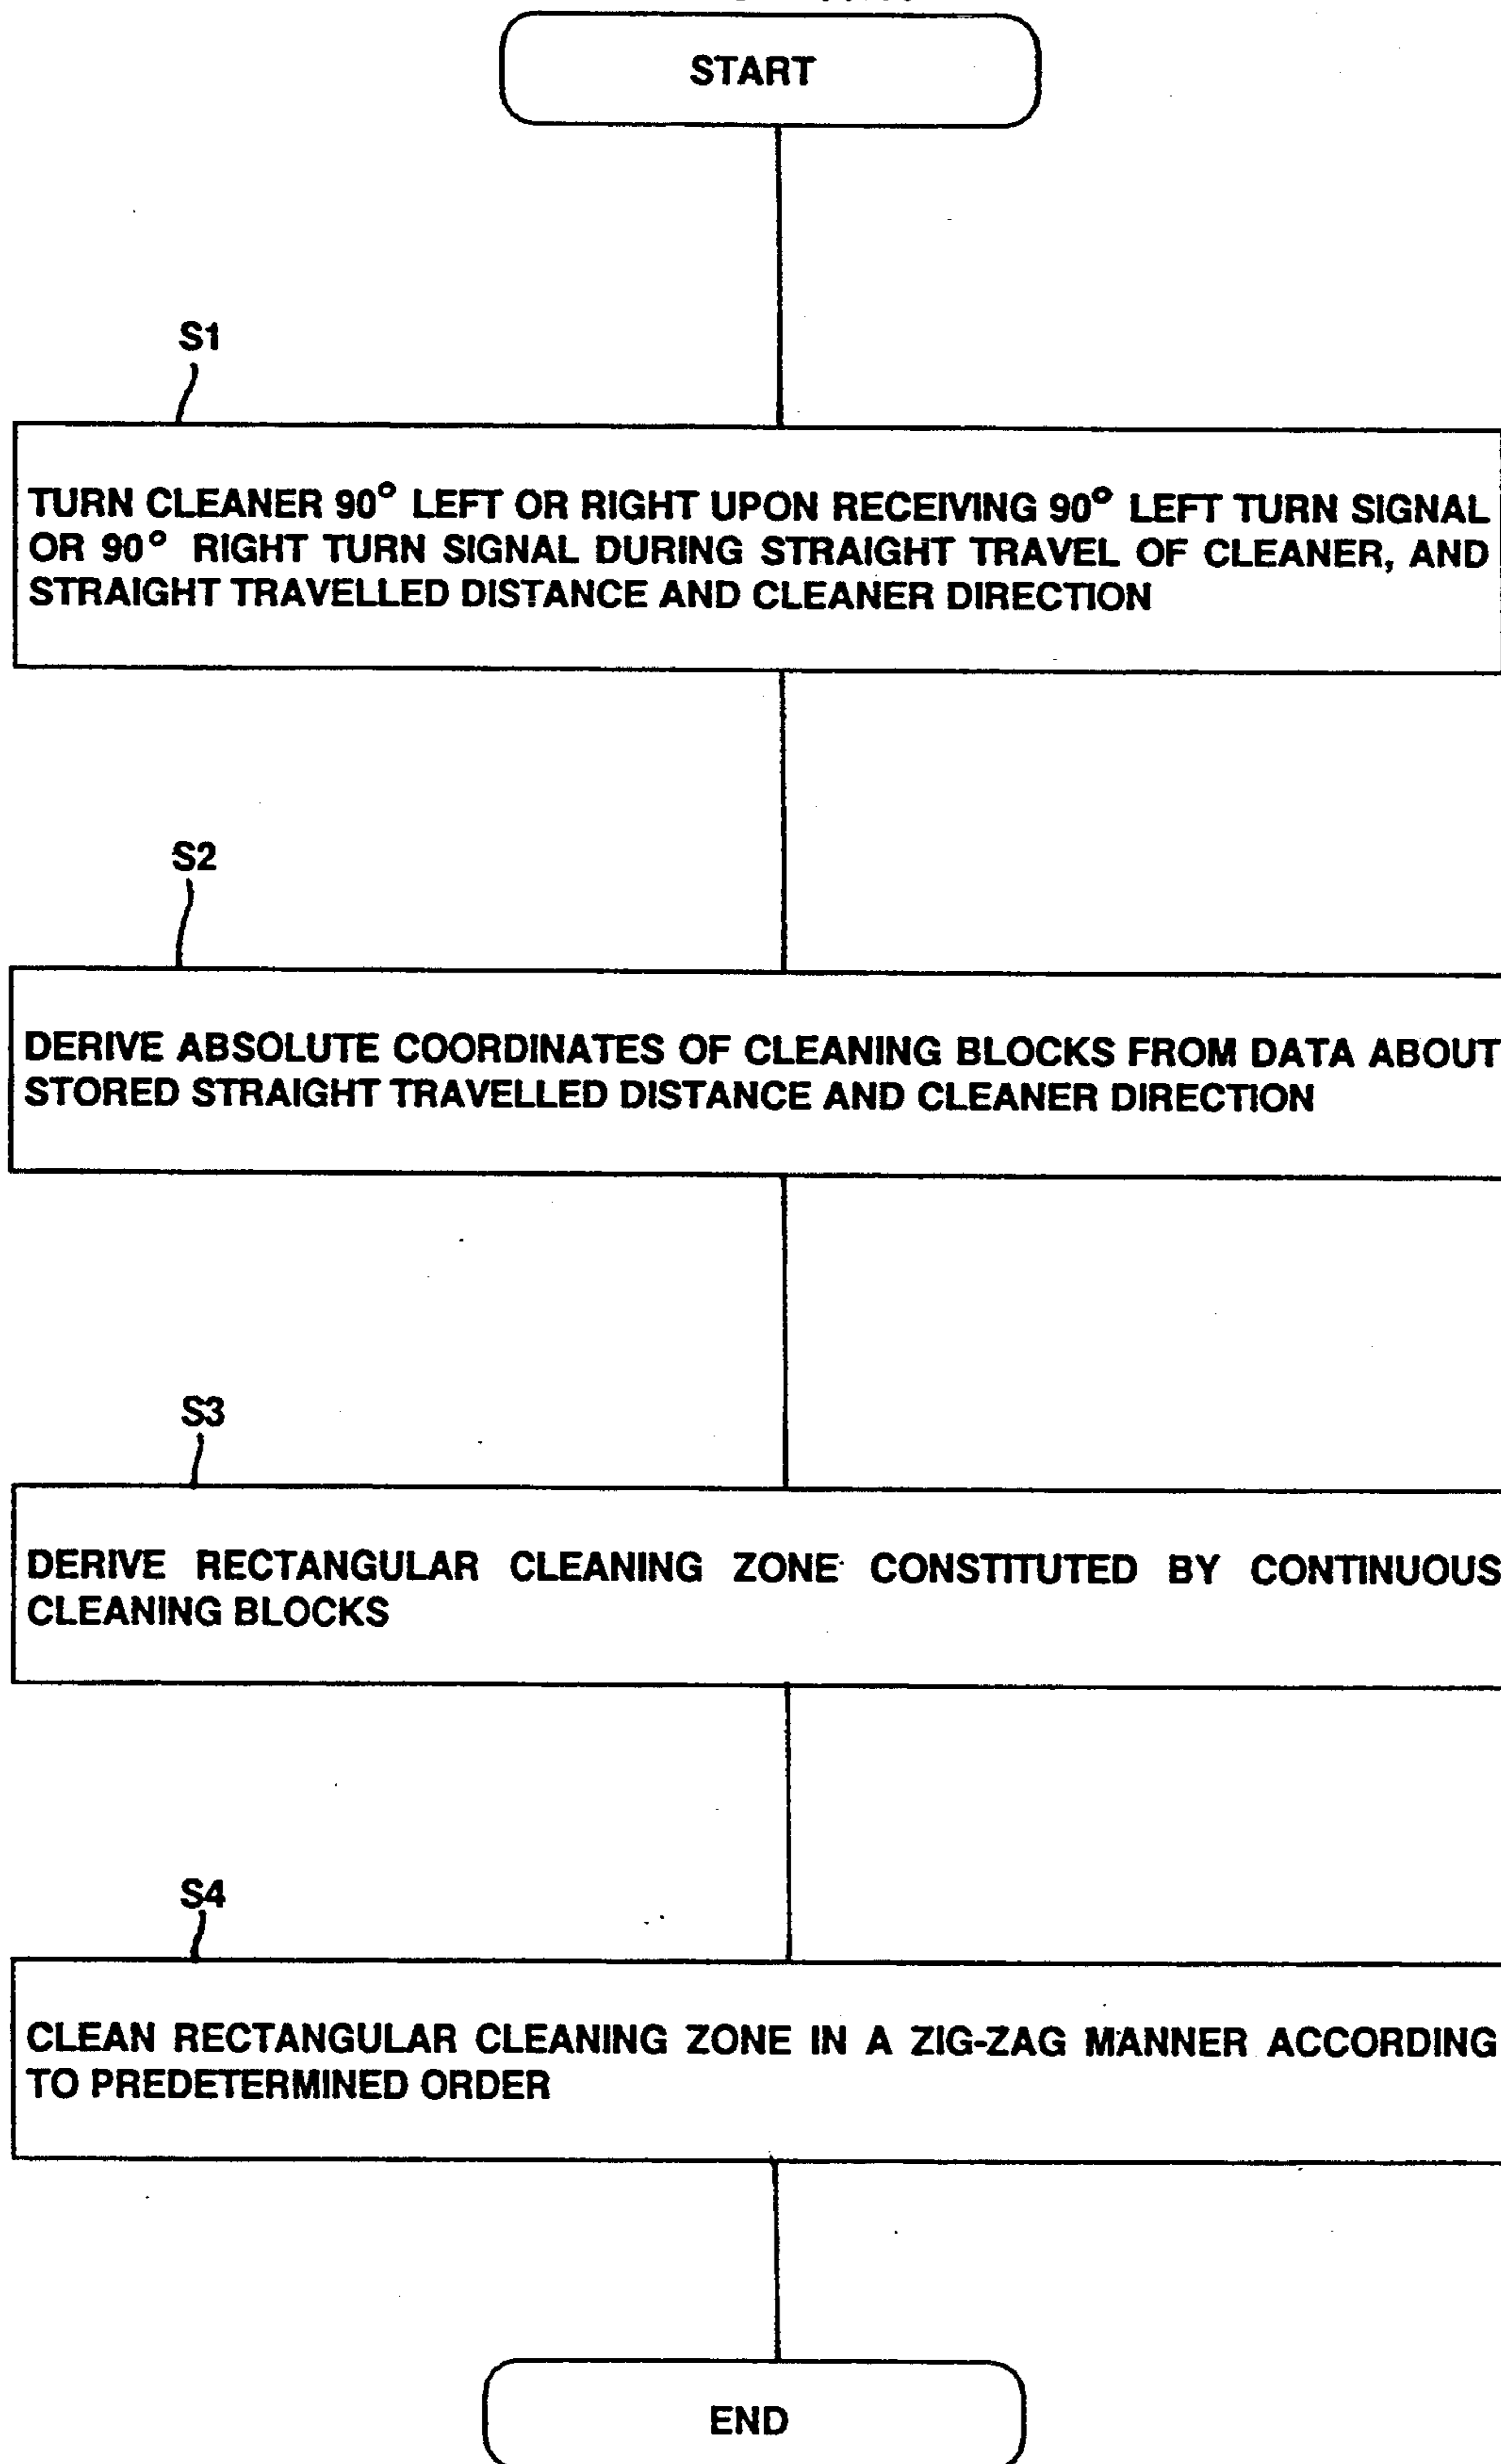 START
S1
TURN CLEANER 90° LEFT OR RIGHT UPON RECEIVING 90° LEFT TURN SIGNAL
OR 90° RIGHT TURN SIGNAL DURING STRAIGHT TRAVEL OF CLEANER, AND
STRAIGHT TRAVELLED DISTANCE AND CLEANER DIRECTION
S2
DERIVE ABSOLUTE COORDINATES OF CLEANING BLOCKS FROM DATA ABOUT
STORED STRAIGHT TRAVELLED DISTANCE AND CLEANER DIRECTION
S3
DERIVE RECTANGULAR CLEANING ZONE CONSTITUTED BY CONTINUOUS
CLEANING BLOCKS
S4
CLEAN RECTANGULAR CLEANING ZONE IN A ZIG-ZAG MANNER ACCORDING
TO PREDETERMINED ORDER
END